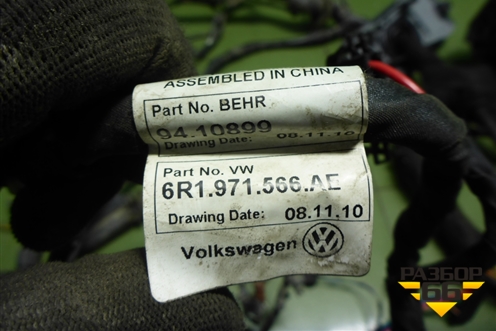 ASSEMBLED IN CHINA
Part No. BEHR
94.10899
Drawing Date: 08.11.10
Part No. VW
6R1.971.566.AE
Drawing Date: 08.11.10
Volkswagen
РАЗБОР
66